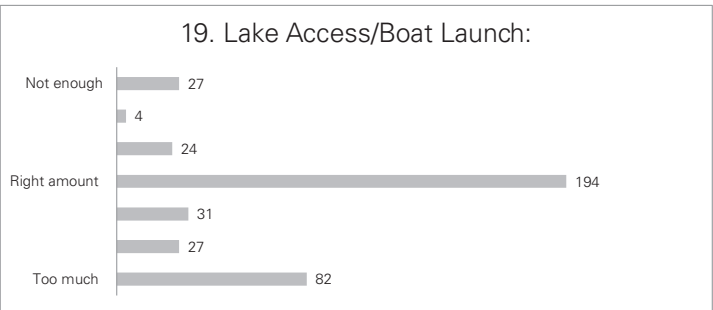 19. Lake Access/Boat Launch:
Not enough 27
4
24
Right amount 194
31
27
Too much 82